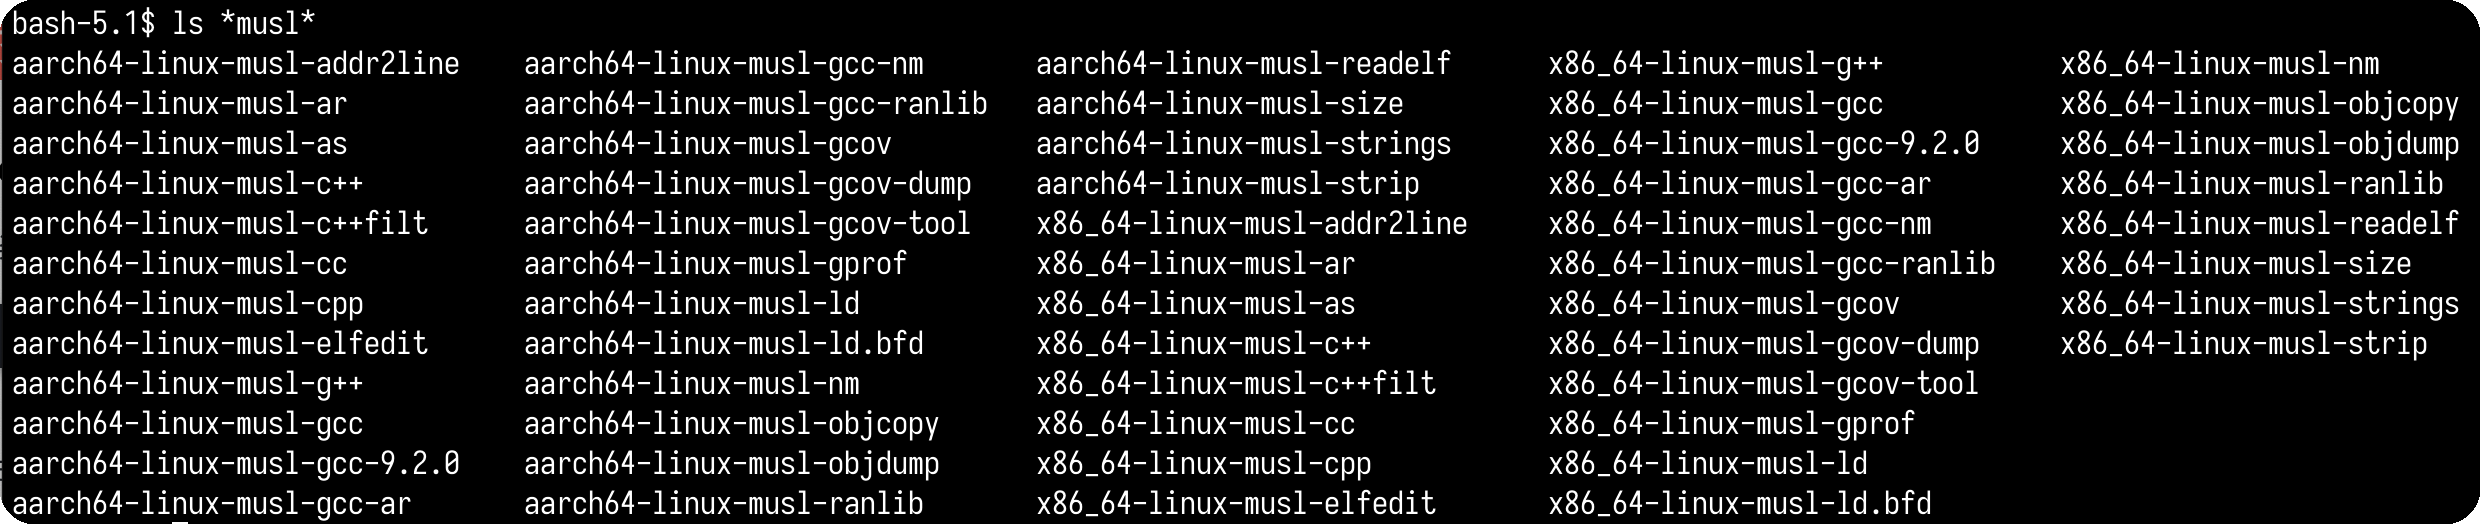 bash-5.1$ ls *musl*
aarch64-linux-musl-addr2line    aarch64-linux-musl-gcc-nm       aarch64-linux-musl-readelf      x86_64-linux-musl-g++           x86_64-linux-musl-nm
aarch64-linux-musl-ar           aarch64-linux-musl-gcc-ranlib   aarch64-linux-musl-size         x86_64-linux-musl-gcc           x86_64-linux-musl-objcopy
aarch64-linux-musl-as           aarch64-linux-musl-gcov         aarch64-linux-musl-strings      x86_64-linux-musl-gcc-9.2.0     x86_64-linux-musl-objdump
aarch64-linux-musl-c++          aarch64-linux-musl-gcov-dump    aarch64-linux-musl-strip        x86_64-linux-musl-gcc-ar        x86_64-linux-musl-ranlib
aarch64-linux-musl-c++filt      aarch64-linux-musl-gcov-tool    x86_64-linux-musl-addr2line     x86_64-linux-musl-gcc-nm        x86_64-linux-musl-readelf
aarch64-linux-musl-cc           aarch64-linux-musl-gprof        x86_64-linux-musl-ar            x86_64-linux-musl-gcc-ranlib    x86_64-linux-musl-size
aarch64-linux-musl-cpp          aarch64-linux-musl-ld           x86_64-linux-musl-as            x86_64-linux-musl-gcov          x86_64-linux-musl-strings
aarch64-linux-musl-elfedit      aarch64-linux-musl-ld.bfd       x86_64-linux-musl-c++           x86_64-linux-musl-gcov-dump     x86_64-linux-musl-strip
aarch64-linux-musl-g++          aarch64-linux-musl-nm           x86_64-linux-musl-c++filt       x86_64-linux-musl-gcov-tool
aarch64-linux-musl-gcc          aarch64-linux-musl-objcopy      x86_64-linux-musl-cc            x86_64-linux-musl-gprof
aarch64-linux-musl-gcc-9.2.0    aarch64-linux-musl-objdump      x86_64-linux-musl-cpp           x86_64-linux-musl-ld
aarch64-linux-musl-gcc-ar       aarch64-linux-musl-ranlib       x86_64-linux-musl-elfedit       x86_64-linux-musl-ld.bfd